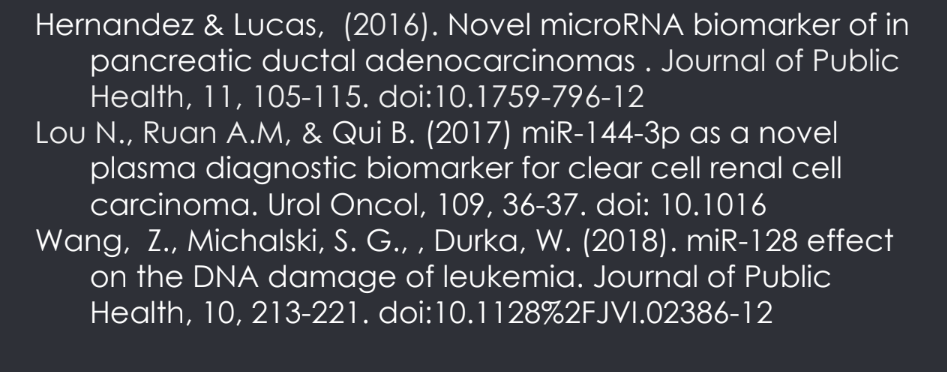 Hernandez & Lucas,  (2016). Novel microRNA biomarker of in
pancreatic ductal adenocarcinomas . Journal of Public
Health, 11, 105-115. doi:10.1759-796-12
Lou N., Ruan A.M, & Qui B. (2017) miR-144-3p as a novel
plasma diagnostic biomarker for clear cell renal cell
carcinoma. Urol Oncol, 109, 36-37. doi: 10.1016
Wang,  Z., Michalski, S. G., , Durka, W. (2018). miR-128 effect
on the DNA damage of leukemia. Journal of Public
Health, 10, 213-221. doi:10.1128%2FJVI.02386-12